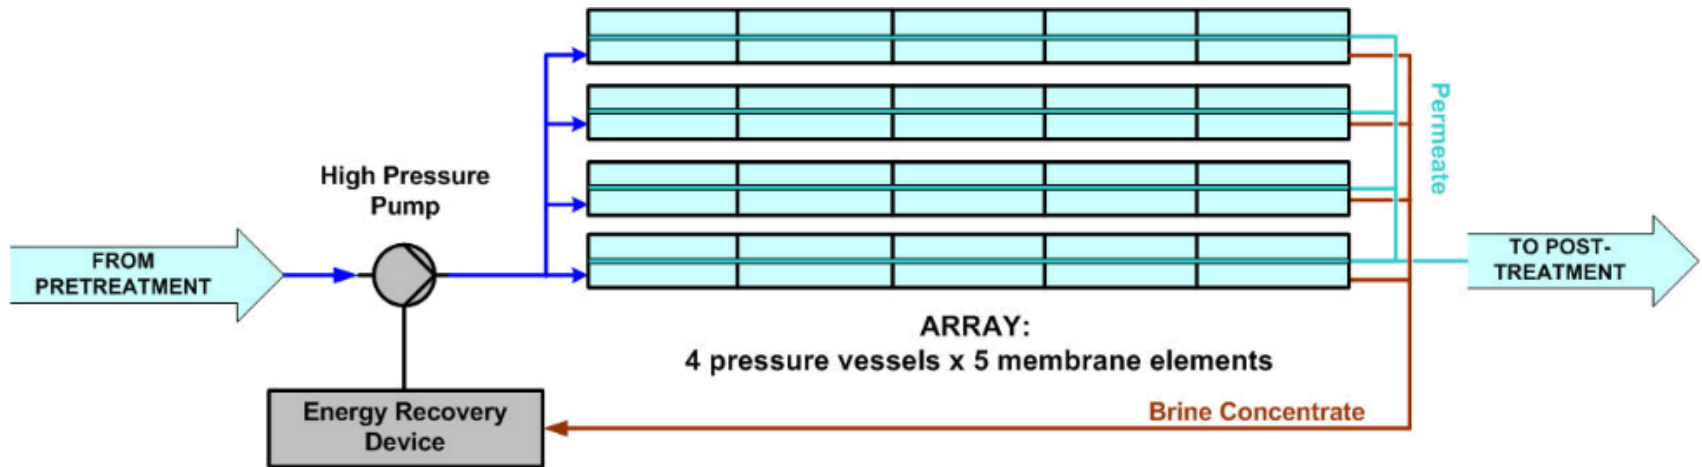 High Pressure
Pump
FROM
PRETREATMENT
Permeate
TO POST-
TREATMENT
ARRAY:
4 pressure vessels x 5 membrane elements
Energy Recovery
Device
Brine Concentrate